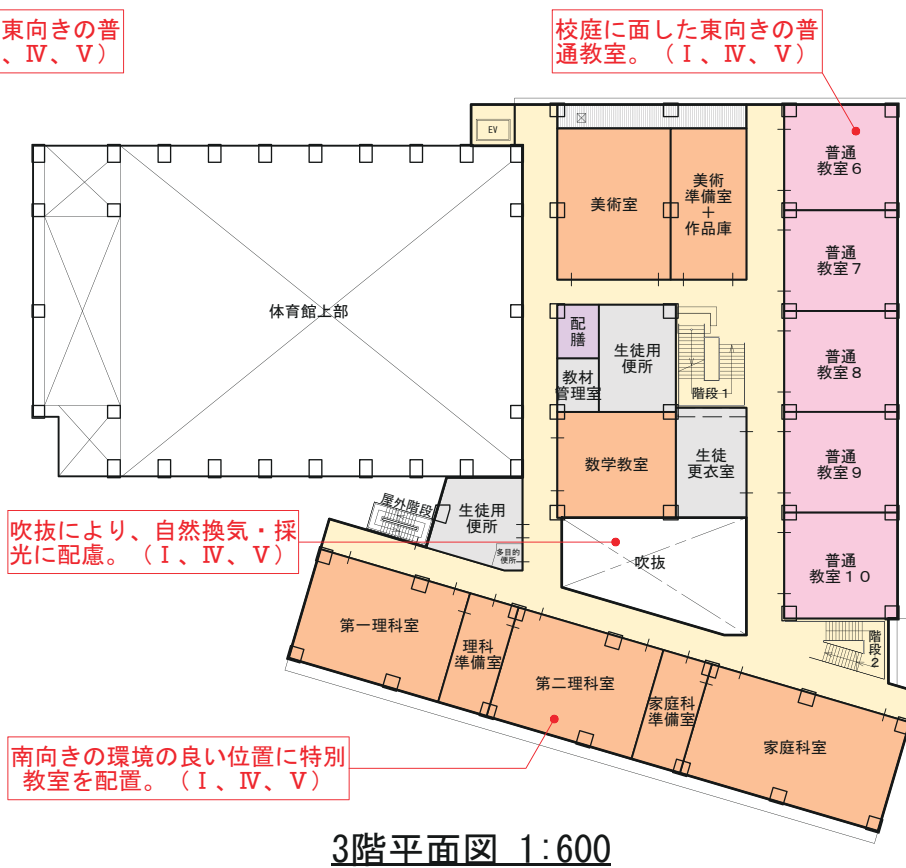 東向きの普
、Ⅳ、Ⅴ）
校庭に面した東向きの普
通教室。（Ⅰ、Ⅳ、Ⅴ）
EV
美術室
美術
準備室
＋
作品庫
普通
教室６
普通
教室７
体育館上部
配
膳
生徒用
便所
教材
管理室
階段１
普通
教室８
数学教室
生徒
更衣室
普通
教室９
屋外階段
生徒用
便所
多目的
便所
吹抜により、自然換気・採
光に配慮。（Ⅰ、Ⅳ、Ⅴ）
吹抜
普通
教室１０
階
段
２
第一理科室
理科
準備室
第二理科室
家庭科
準備室
家庭科室
南向きの環境の良い位置に特別
教室を配置。（Ⅰ、Ⅳ、Ⅴ）
3階平面図 1:600